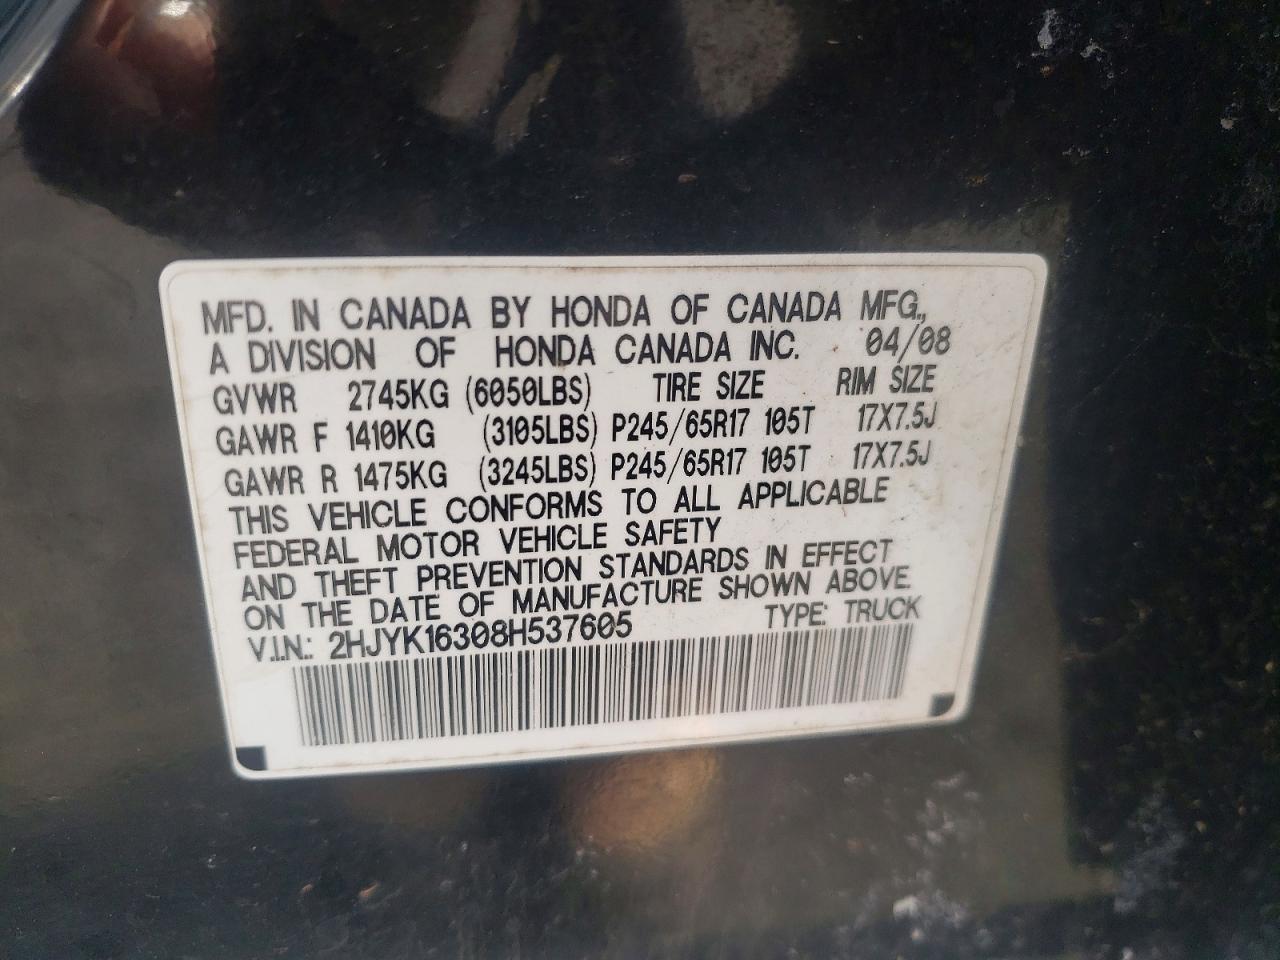 MFD. IN CANADA BY HONDA OF CANADA MFG.,
A DIVISION OF HONDA CANADA INC. 04/08
GVWR 2745KG (6050LBS) TIRE SIZE RIM SIZE
GAWR F 1410KG (3105LBS) P245/65R17 105T 17X7.5J
GAWR R 1475KG (3245LBS) P245/65R17 105T 17X7.5J
THIS VEHICLE CONFORMS TO ALL APPLICABLE
FEDERAL MOTOR VEHICLE SAFETY
AND THEFT PREVENTION STANDARDS IN EFFECT
ON THE DATE OF MANUFACTURE SHOWN ABOVE.
V.I.N.: 2HJYK16308H537605 TYPE: TRUCK